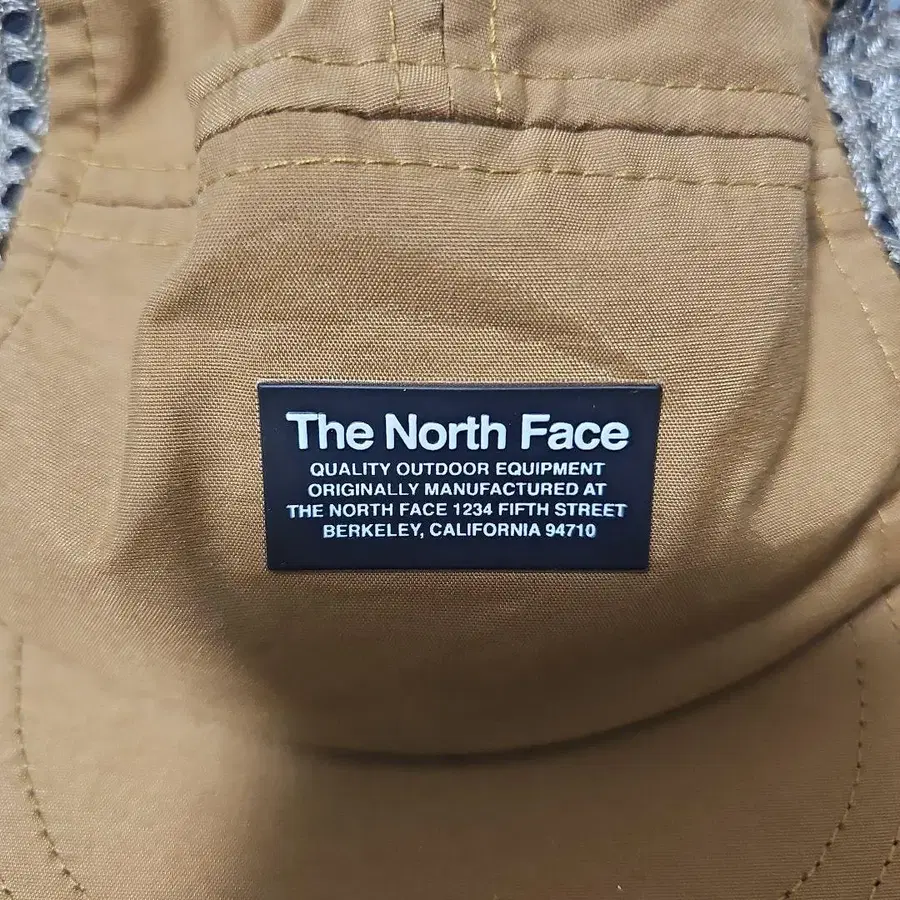 The North Face
QUALITY OUTDOOR EQUIPMENT
ORIGINALLY MANUFACTURED AT
THE NORTH FACE 1234 FIFTH STREET
BERKELEY, CALIFORNIA 94710